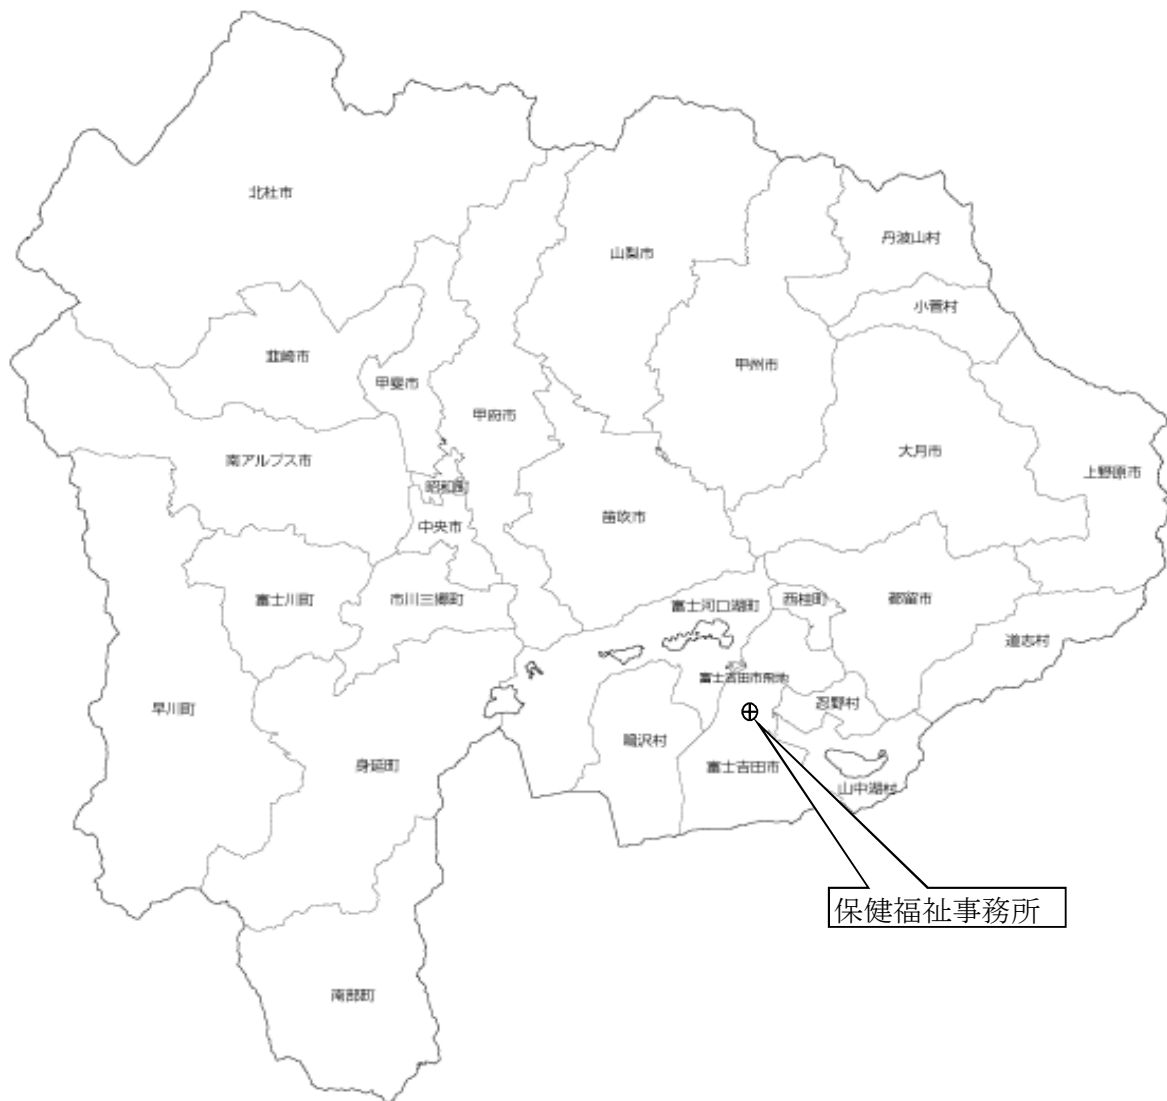 北杜市
丹波山村
山梨市
小菅村
韮崎市
甲州市
甲斐市
甲府市
大月市
南アルプス市
上野原市
昭和町
笛吹市
中央市
富士川町
市川三郷町
富士河口湖町
西桂町
都留市
道志村
富士吉田市飛地
忍野村
早川町
鳴沢村
身延町
富士吉田市
山中湖村
保健福祉事務所
南部町